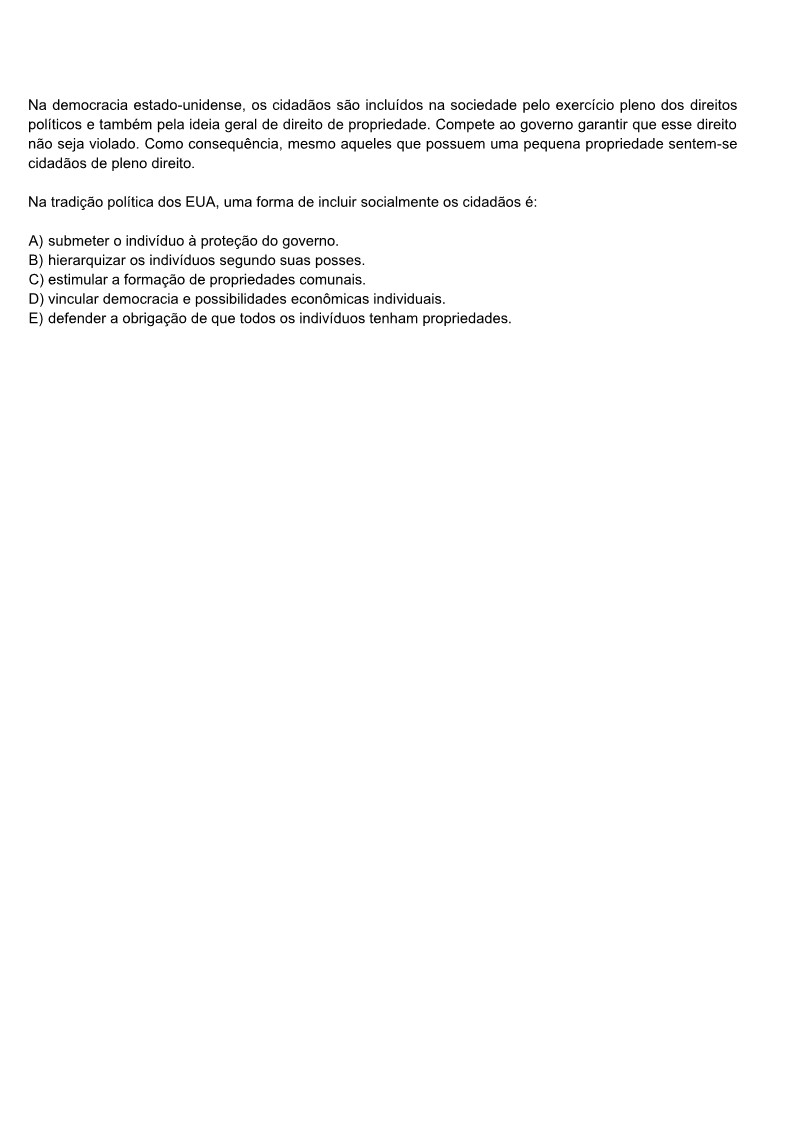 Na democracia estado-unidense, os cidadãos são incluídos na sociedade pelo exercício pleno dos direitos
políticos e também pela ideia geral de direito de propriedade. Compete ao governo garantir que esse direito
não seja violado. Como consequência, mesmo aqueles que possuem uma pequena propriedade sentem-se
cidadãos de pleno direito.
Na tradição política dos EUA, uma forma de incluir socialmente os cidadãos é:
A) submeter o indivíduo à proteção do governo.
B) hierarquizar os indivíduos segundo suas posses.
C) estimular a formação de propriedades comunais.
D) vincular democracia e possibilidades econômicas individuais.
E) defender a obrigação de que todos os indivíduos tenham propriedades.